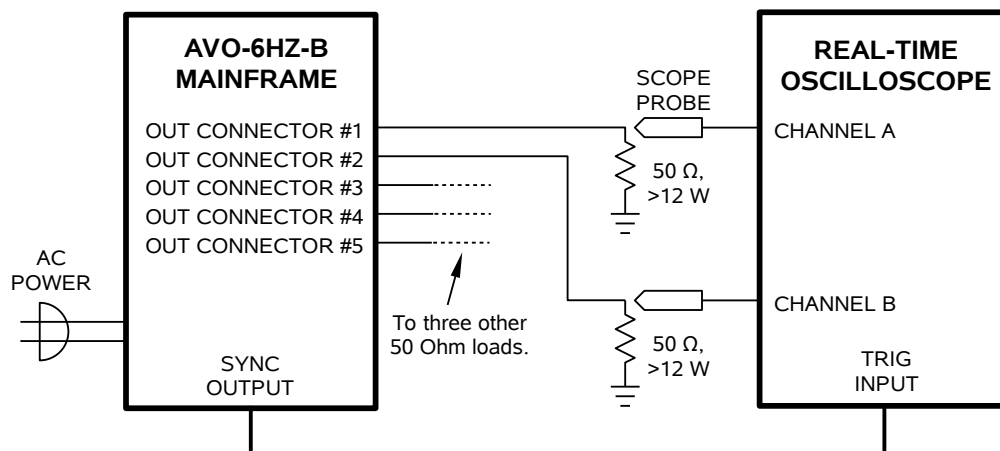 AVO-6HZ-B
MAINFRAME
OUT CONNECTOR #1
OUT CONNECTOR #2
OUT CONNECTOR #3
OUT CONNECTOR #4
OUT CONNECTOR #5
AC
POWER
SYNC
OUTPUT
To three other
50 Ohm loads.
SCOPE
PROBE
50 Ω,
>12 W
50 Ω,
>12 W
REAL-TIME
OSCILLOSCOPE
CHANNEL A
CHANNEL B
TRIG
INPUT